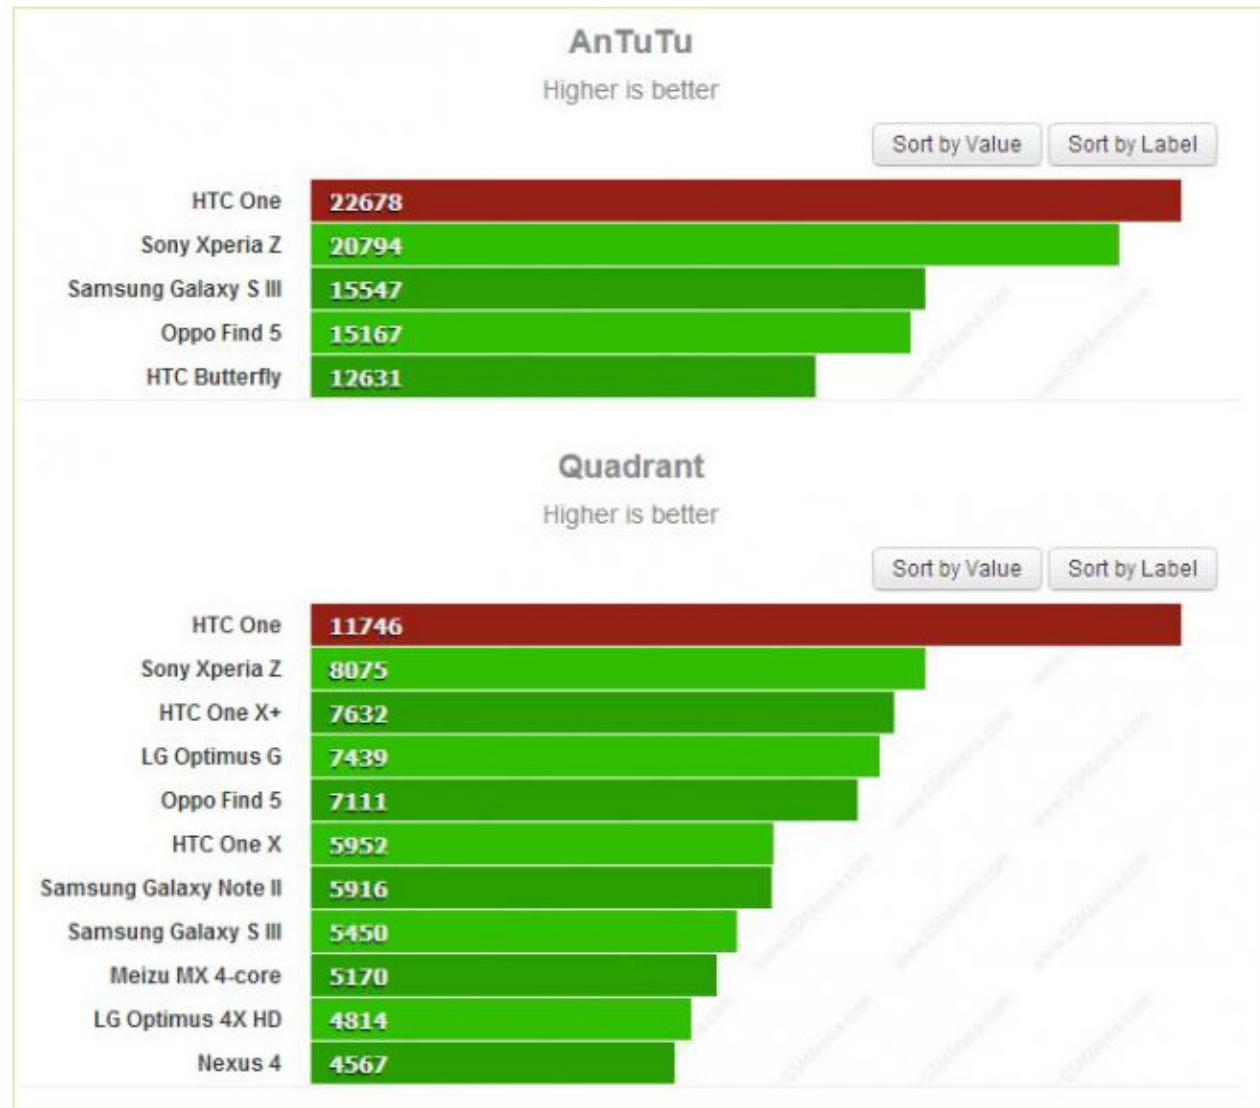 AnTuTu
Higher is better
Sort by Value Sort by Label
HTC One 22678
Sony Xperia Z 20794
Samsung Galaxy S III 15547
Oppo Find 5 15167
HTC Butterfly 12631
Quadrant
Higher is better
Sort by Value Sort by Label
HTC One 11746
Sony Xperia Z 8075
HTC One X+ 7632
LG Optimus G 7439
Oppo Find 5 7111
HTC One X 5952
Samsung Galaxy Note II 5916
Samsung Galaxy S III 5450
Meizu MX 4-core 5170
LG Optimus 4X HD 4814
Nexus 4 4567